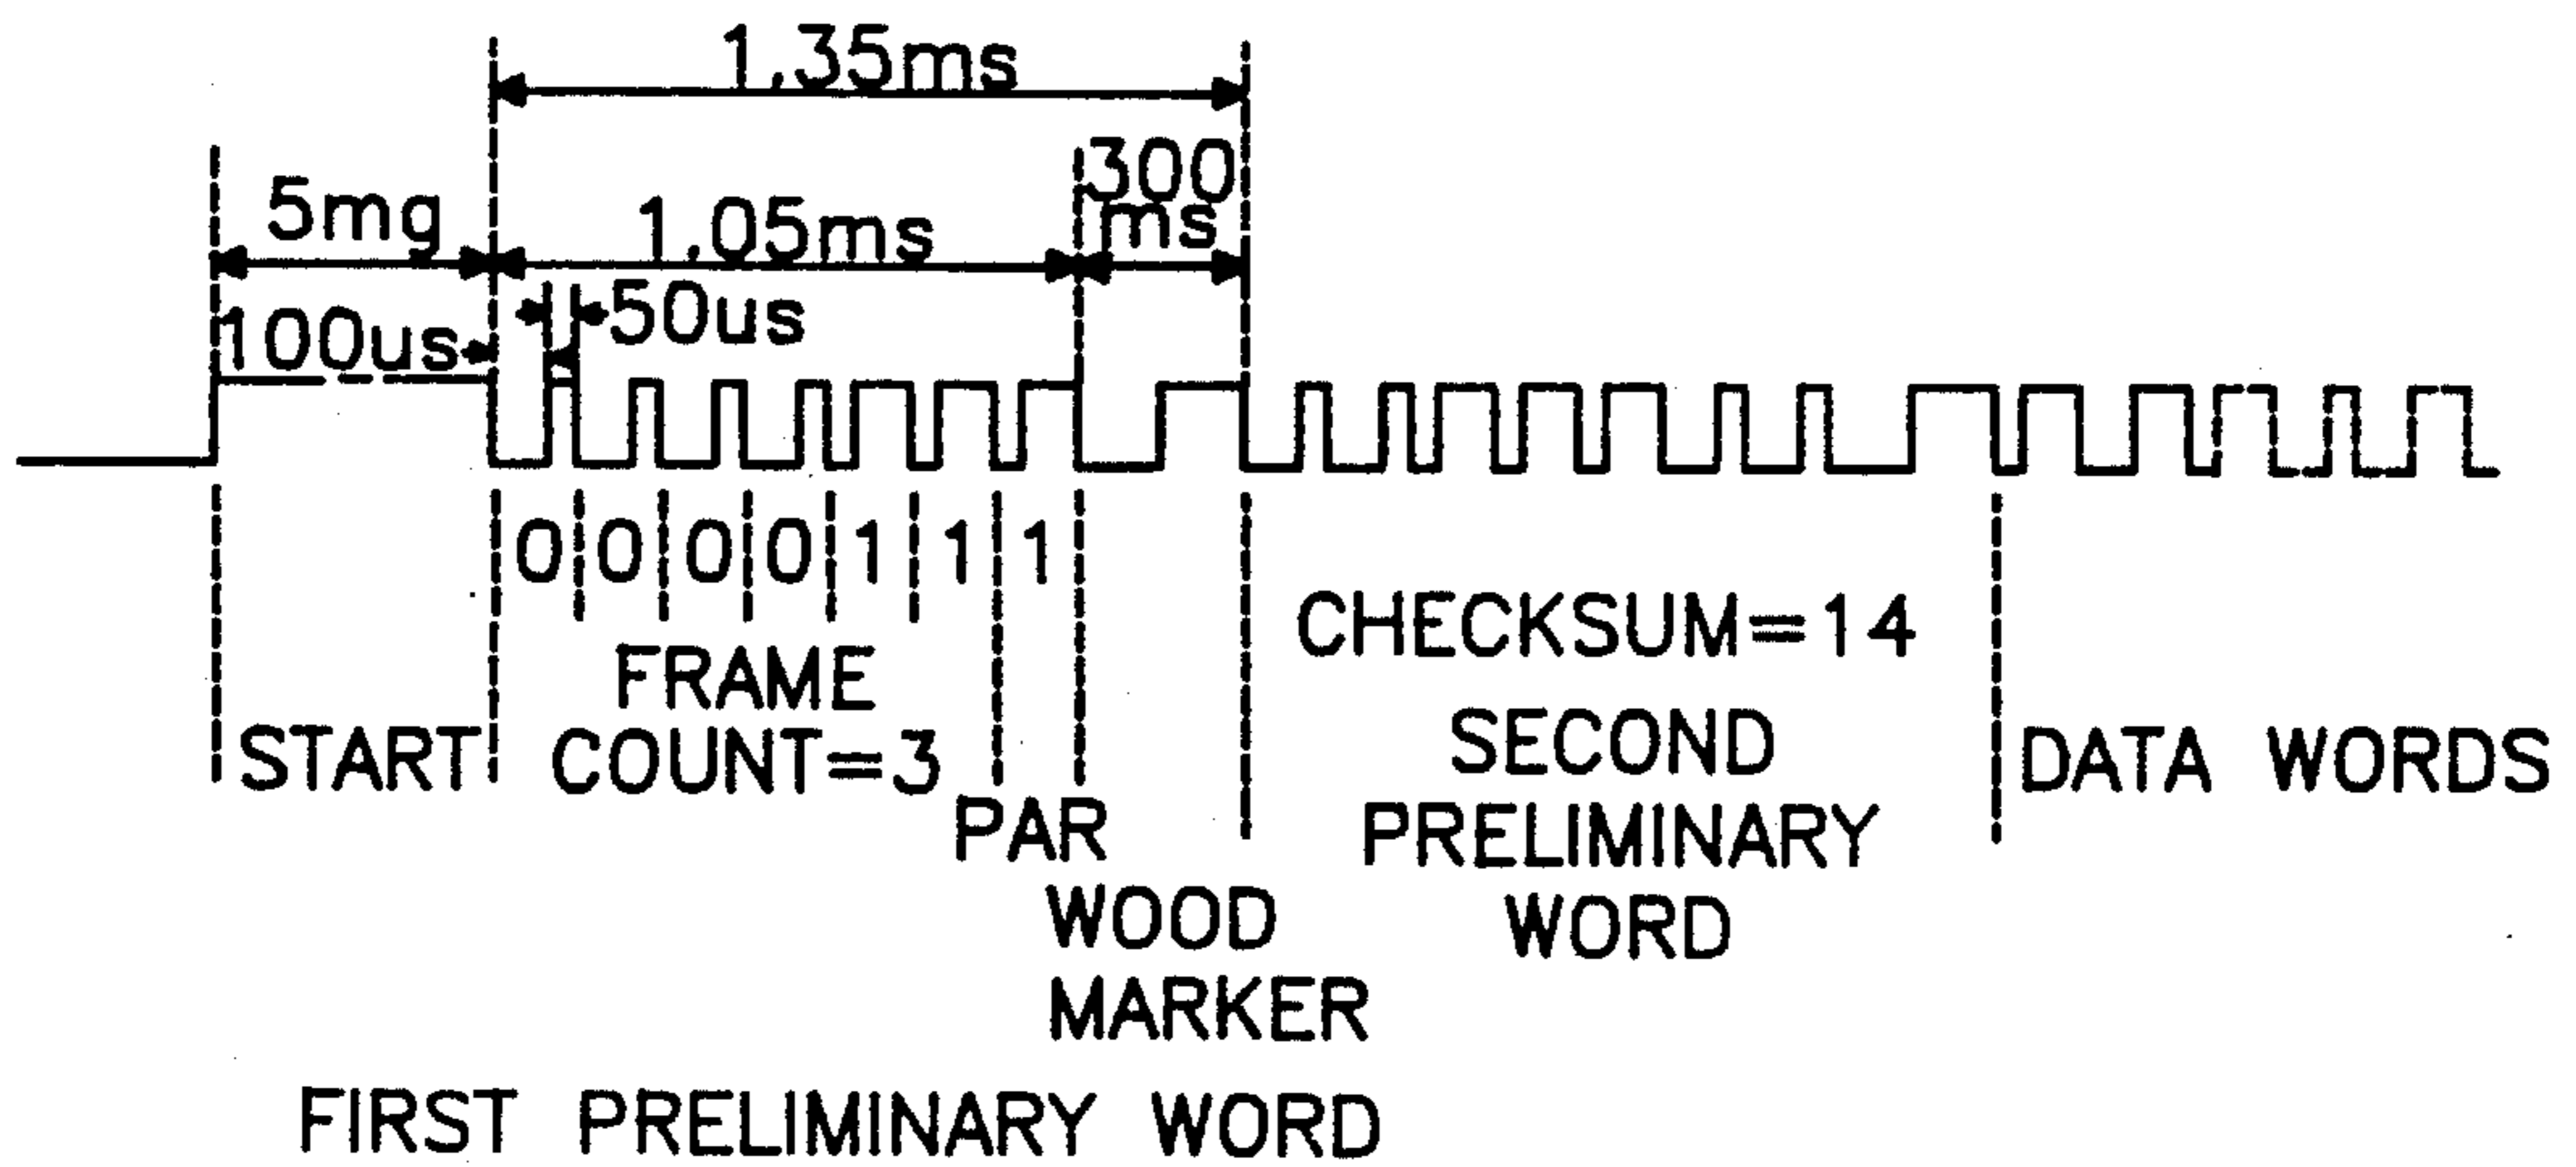 1.35ms
300
ms
5mg
1.05ms
50us
100us
0 0 0 0 1 1 1
FRAME
COUNT=3
START
PAR
WOOD
MARKER
CHECKSUM=14
SECOND
PRELIMINARY
WORD
DATA WORDS
FIRST PRELIMINARY WORD